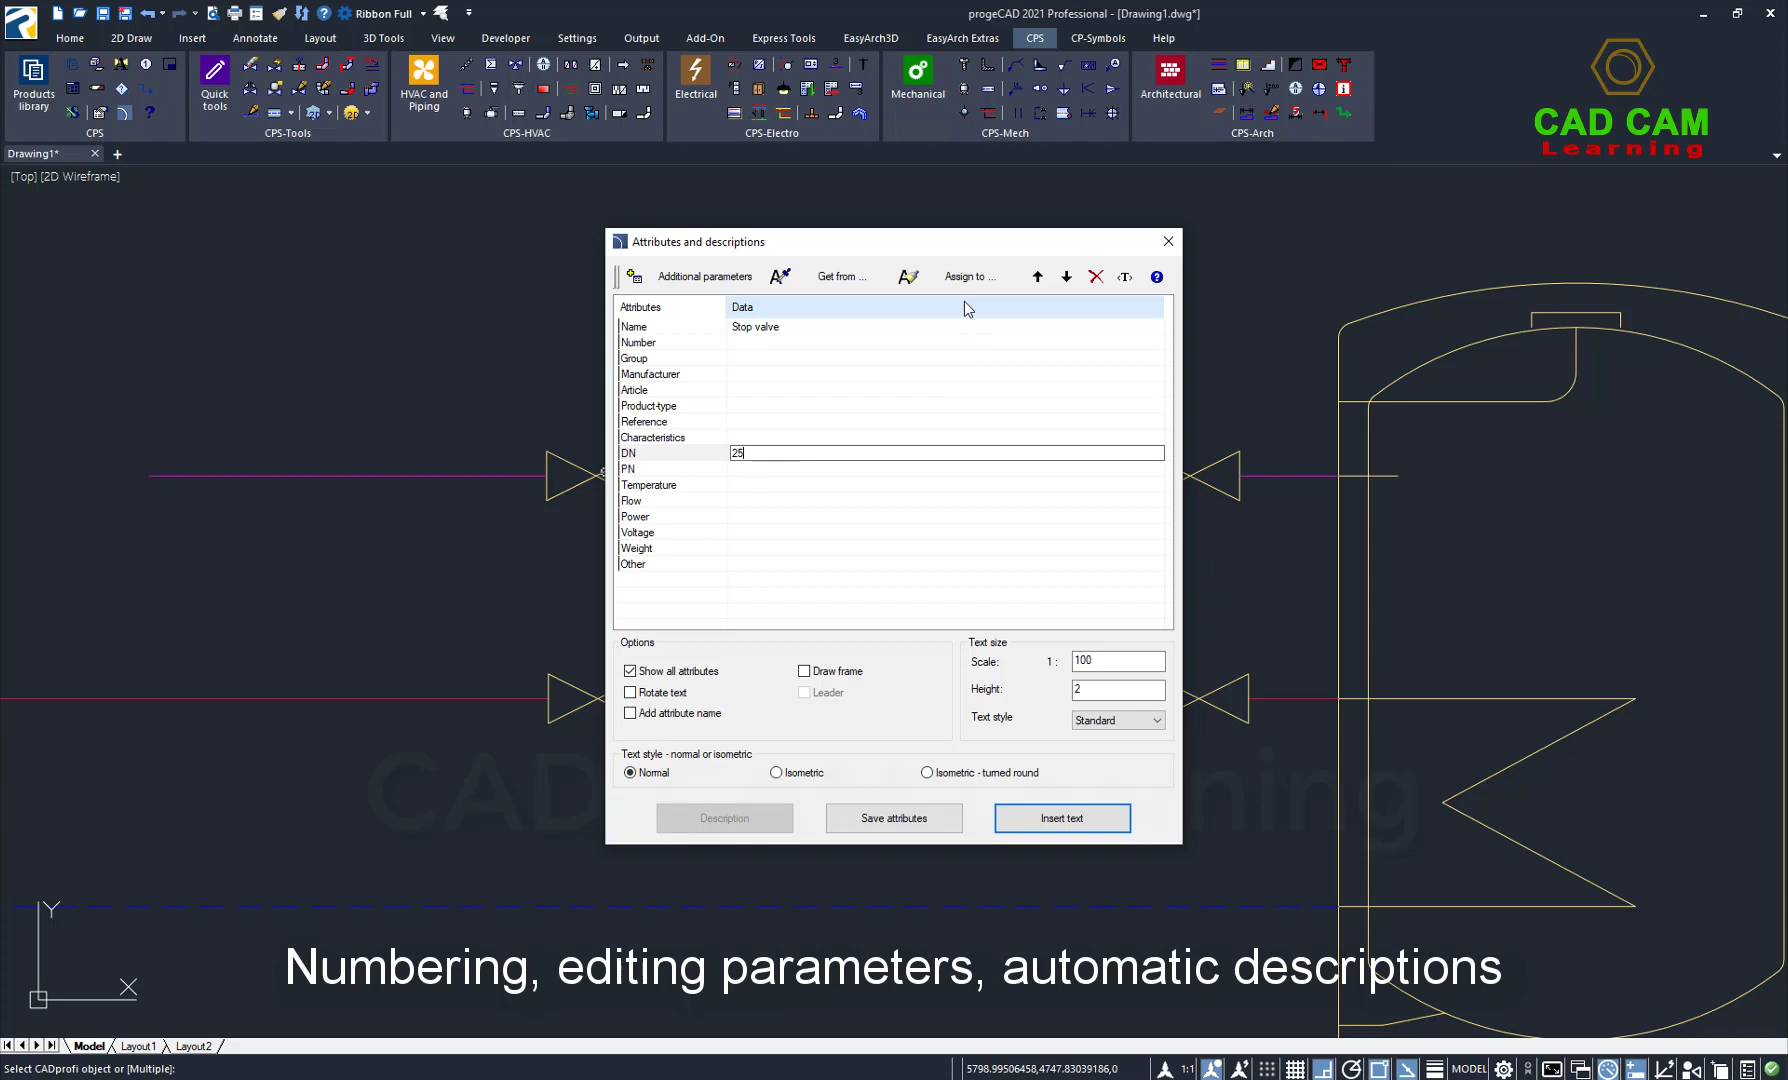 Ribbon Full
progeCAD 2021 Professional - [Drawing1.dwg*]
Home 2D Draw Insert Annotate Layout 3D Tools View Developer Settings Output Add-On Express Tools EasyArch3D EasyArch Extras CPS CP-Symbols Help
Products library
Quick tools
HVAC and Piping
Electrical
Mechanical
Architectural
CPS CPS-Tools CPS-HVAC CPS-Electro CPS-Mech CPS-Arch
CAD CAM
Learning
Drawing1*
[Top] [2D Wireframe]
Attributes and descriptions
Additional parameters Get from ... Assign to ... <T>
Attributes Data
Name Stop valve
Number
Group
Manufacturer
Article
Product-type
Reference
Characteristics
DN 25
PN
Temperature
Flow
Power
Voltage
Weight
Other
Options
Show all attributes Draw frame
Rotate text Leader
Add attribute name
Text size
Scale: 1 : 100
Height: 2
Text style Standard
Text style - normal or isometric
Normal Isometric Isometric - turned round
Description Save attributes Insert text
Y
X
Numbering, editing parameters, automatic descriptions
Model Layout1 Layout2
Select CADprofi object or [Multiple]:
5798.99506458,4747.83039186,0 1:1 MODEL